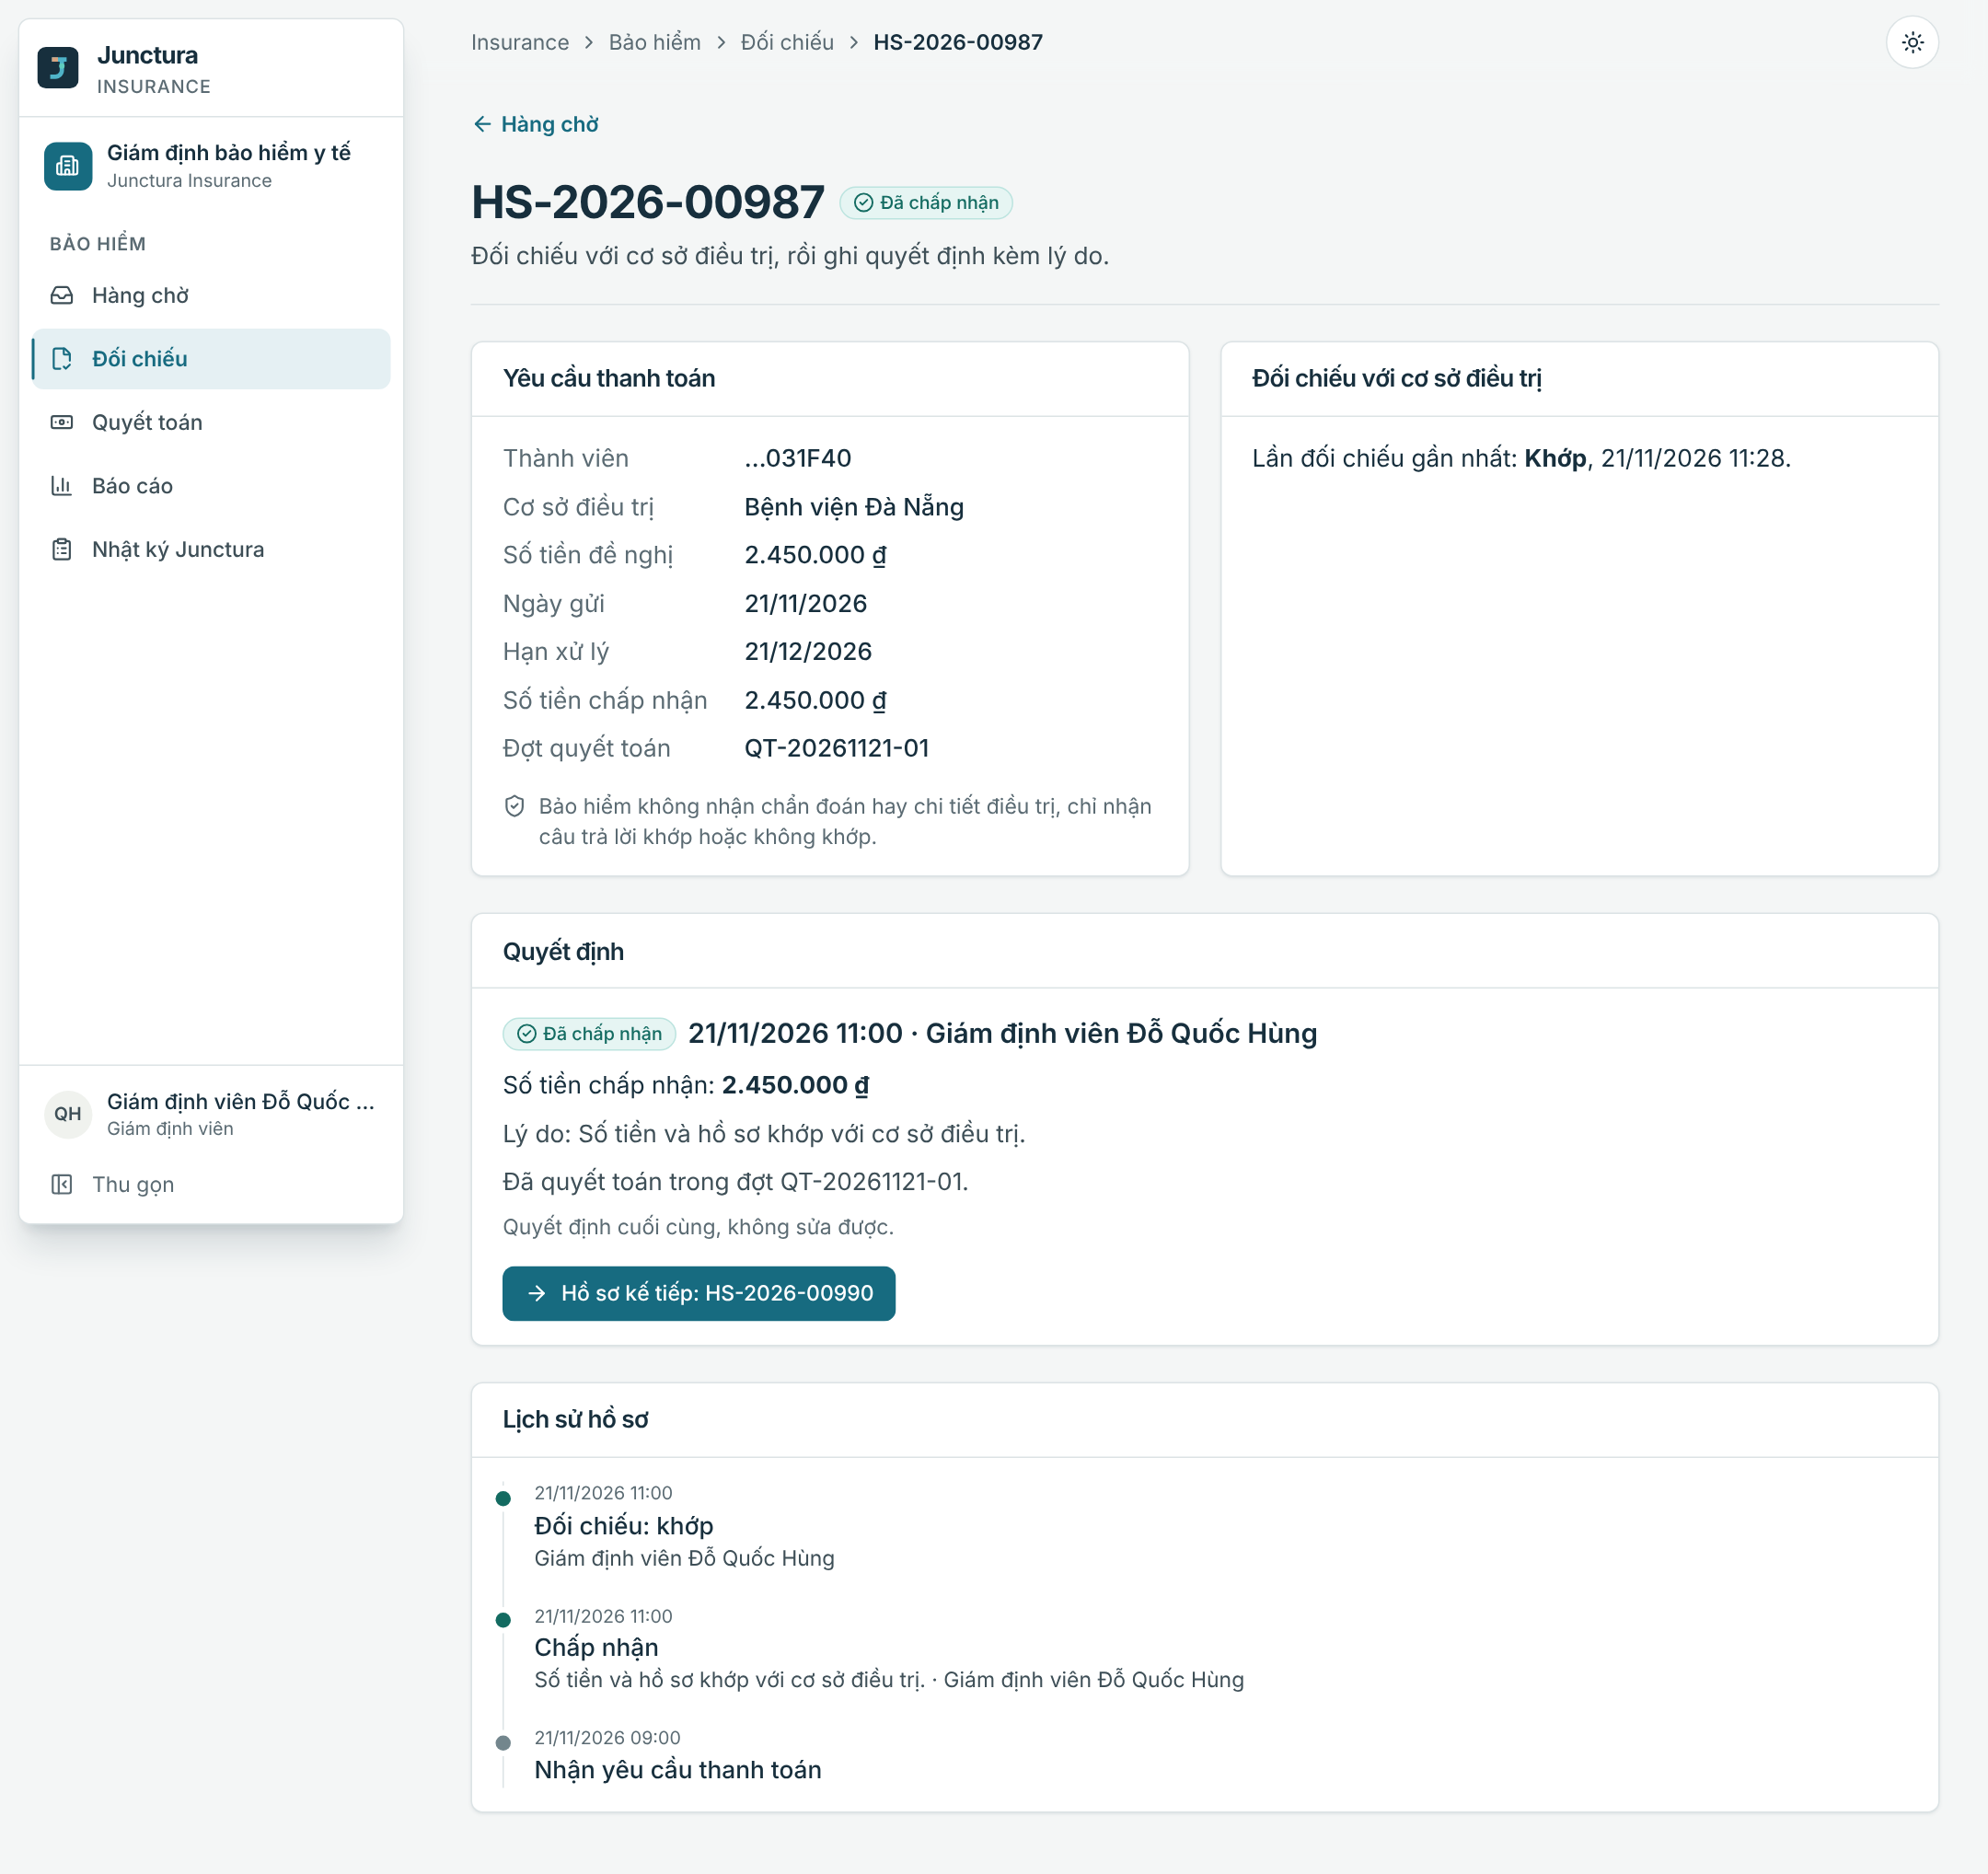 Junctura
INSURANCE
Giám định bảo hiểm y tế
Junctura Insurance
BẢO HIỂM
Hàng chờ
Đối chiếu
Quyết toán
Báo cáo
Nhật ký Junctura
QH
Giám định viên Đỗ Quốc ...
Giám định viên
Thu gọn
Insurance > Bảo hiểm > Đối chiếu > HS-2026-00987
← Hàng chờ
HS-2026-00987 Đã chấp nhận
Đối chiếu với cơ sở điều trị, rồi ghi quyết định kèm lý do.
Yêu cầu thanh toán
Thành viên ...031F40
Cơ sở điều trị Bệnh viện Đà Nẵng
Số tiền đề nghị 2.450.000 ₫
Ngày gửi 21/11/2026
Hạn xử lý 21/12/2026
Số tiền chấp nhận 2.450.000 ₫
Đợt quyết toán QT-20261121-01
Bảo hiểm không nhận chẩn đoán hay chi tiết điều trị, chỉ nhận
câu trả lời khớp hoặc không khớp.
Đối chiếu với cơ sở điều trị
Lần đối chiếu gần nhất: Khớp, 21/11/2026 11:28.
Quyết định
Đã chấp nhận 21/11/2026 11:00 · Giám định viên Đỗ Quốc Hùng
Số tiền chấp nhận: 2.450.000 ₫
Lý do: Số tiền và hồ sơ khớp với cơ sở điều trị.
Đã quyết toán trong đợt QT-20261121-01.
Quyết định cuối cùng, không sửa được.
→ Hồ sơ kế tiếp: HS-2026-00990
Lịch sử hồ sơ
21/11/2026 11:00
Đối chiếu: khớp
Giám định viên Đỗ Quốc Hùng
21/11/2026 11:00
Chấp nhận
Số tiền và hồ sơ khớp với cơ sở điều trị. · Giám định viên Đỗ Quốc Hùng
21/11/2026 09:00
Nhận yêu cầu thanh toán